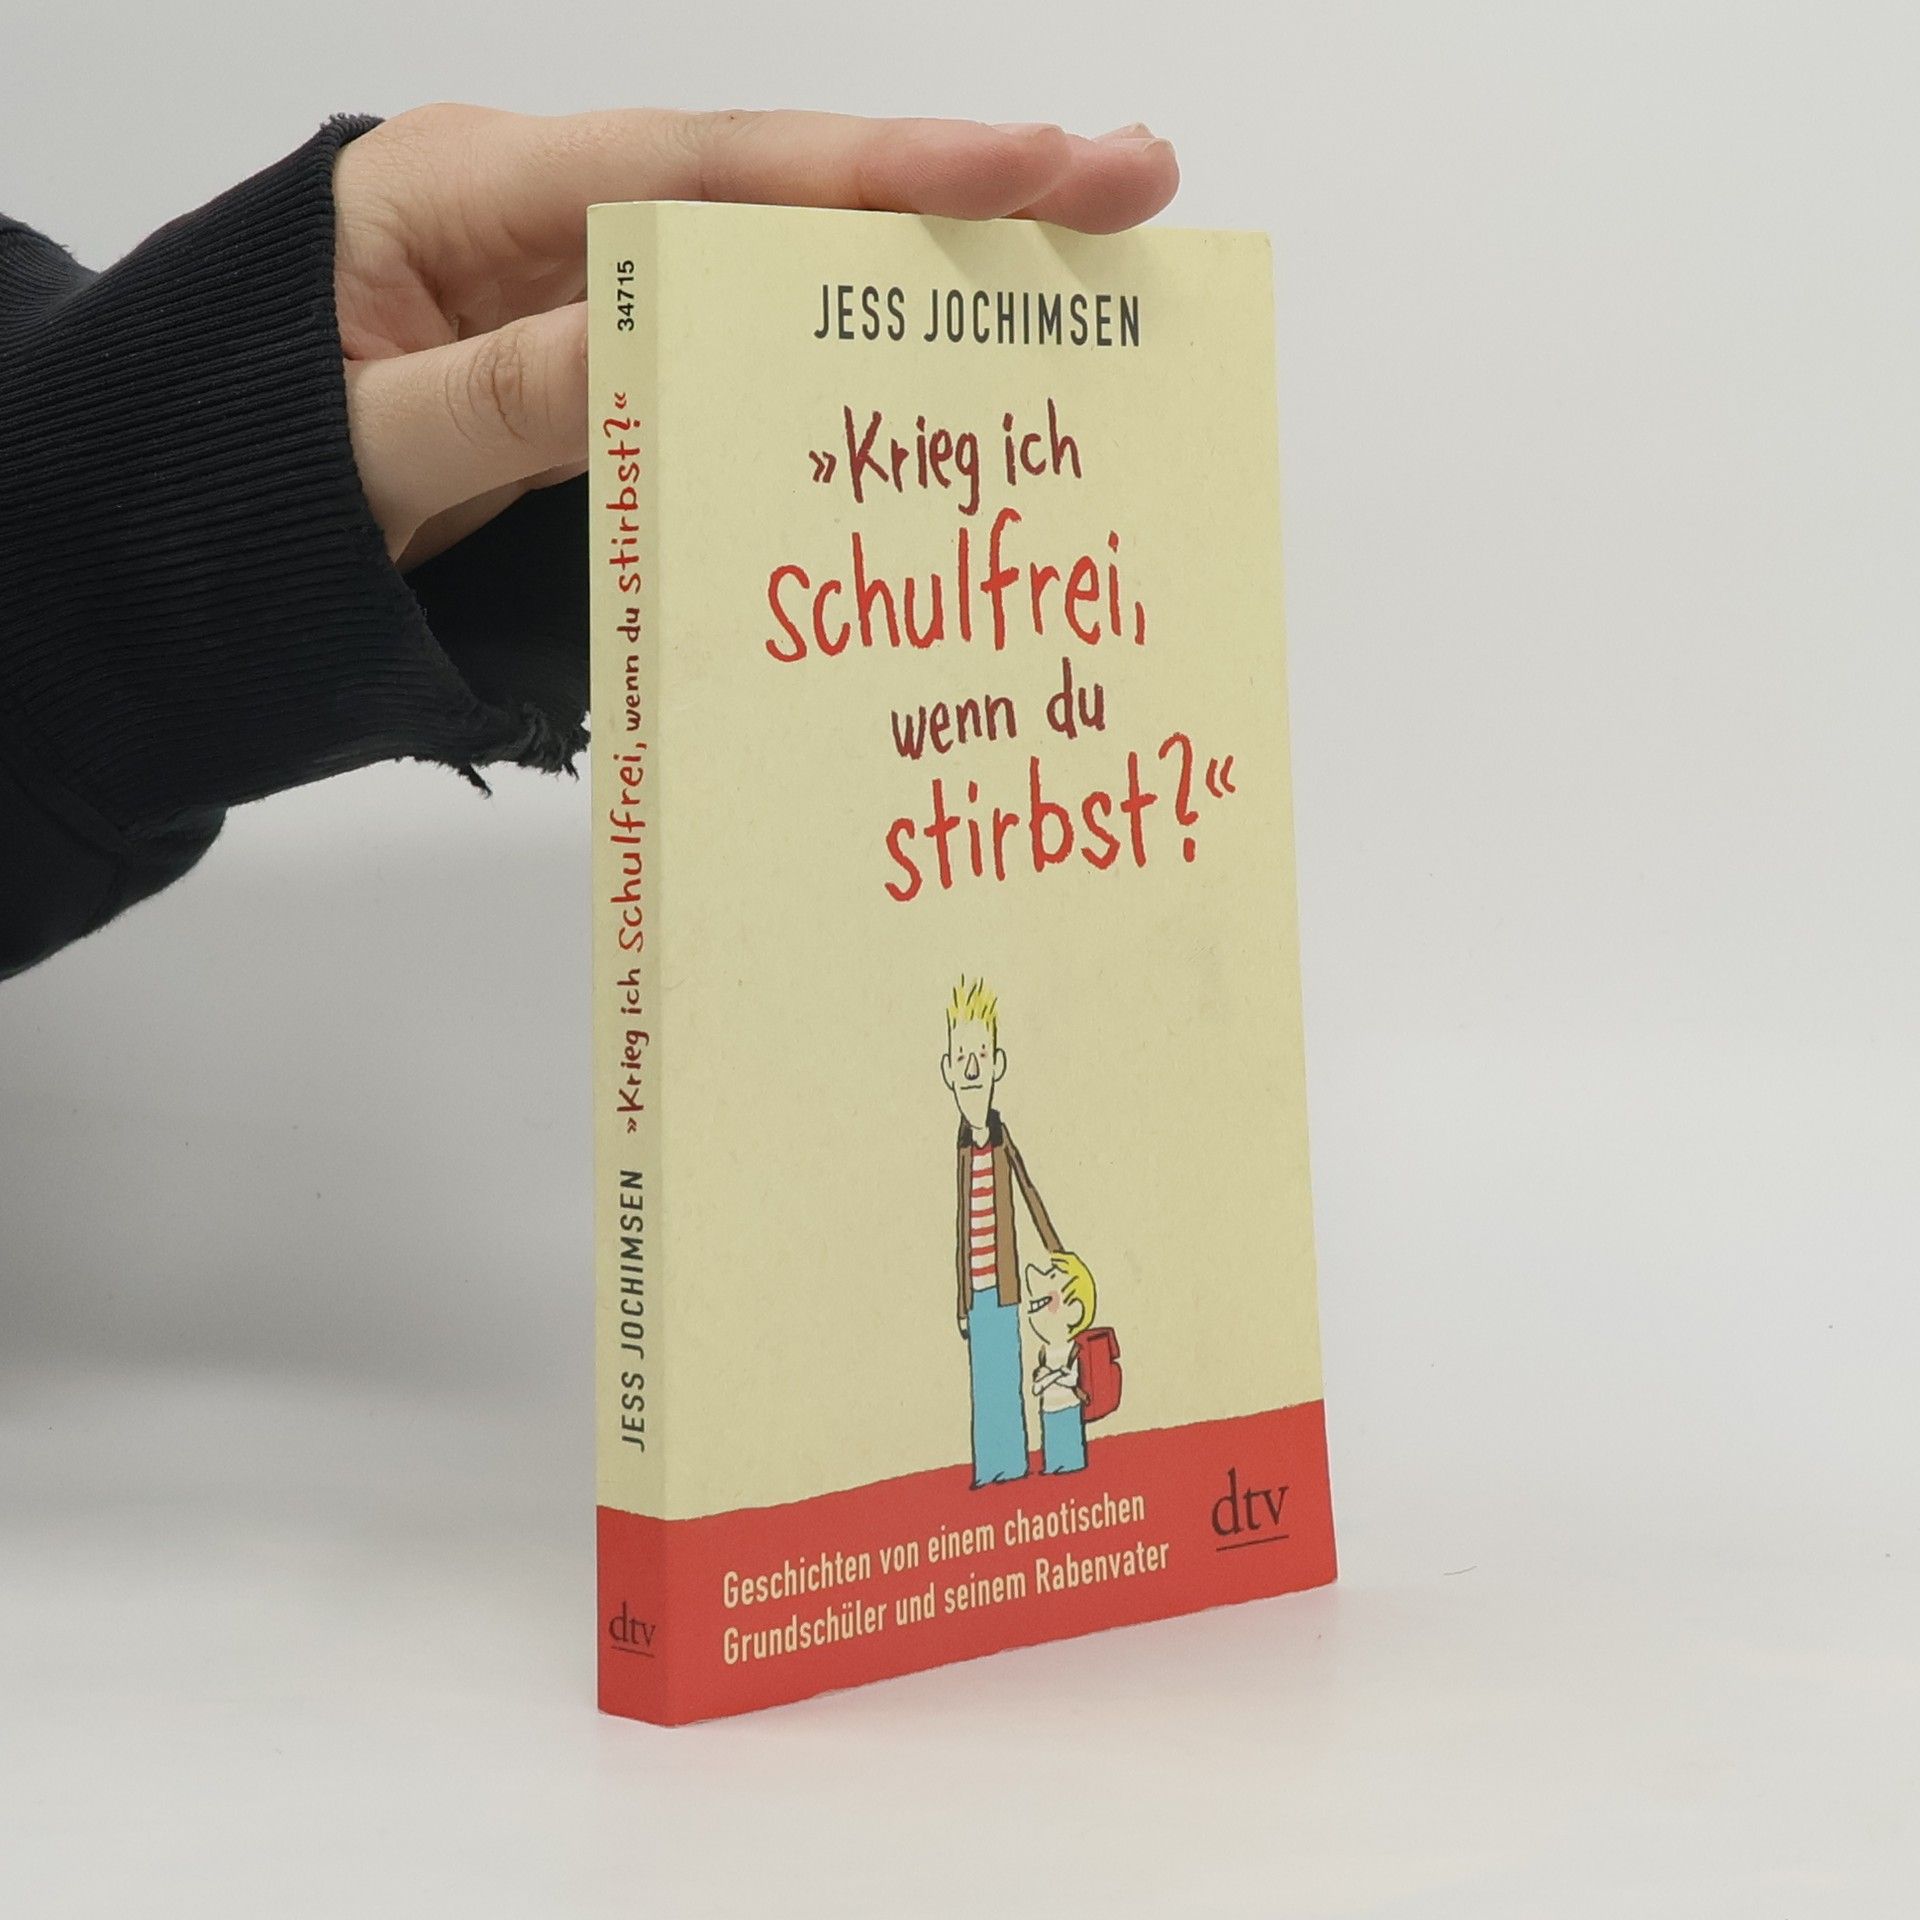 34715
JESS JOCHIMSEN »Krieg ich Schulfrei, wenn du stirbst?«
dtv
JESS JOCHIMSEN
»Krieg ich
Schulfrei,
wenn du
stirbst?«
Geschichten von einem chaotischen
Grundschüler und seinem Rabenvater
dtv